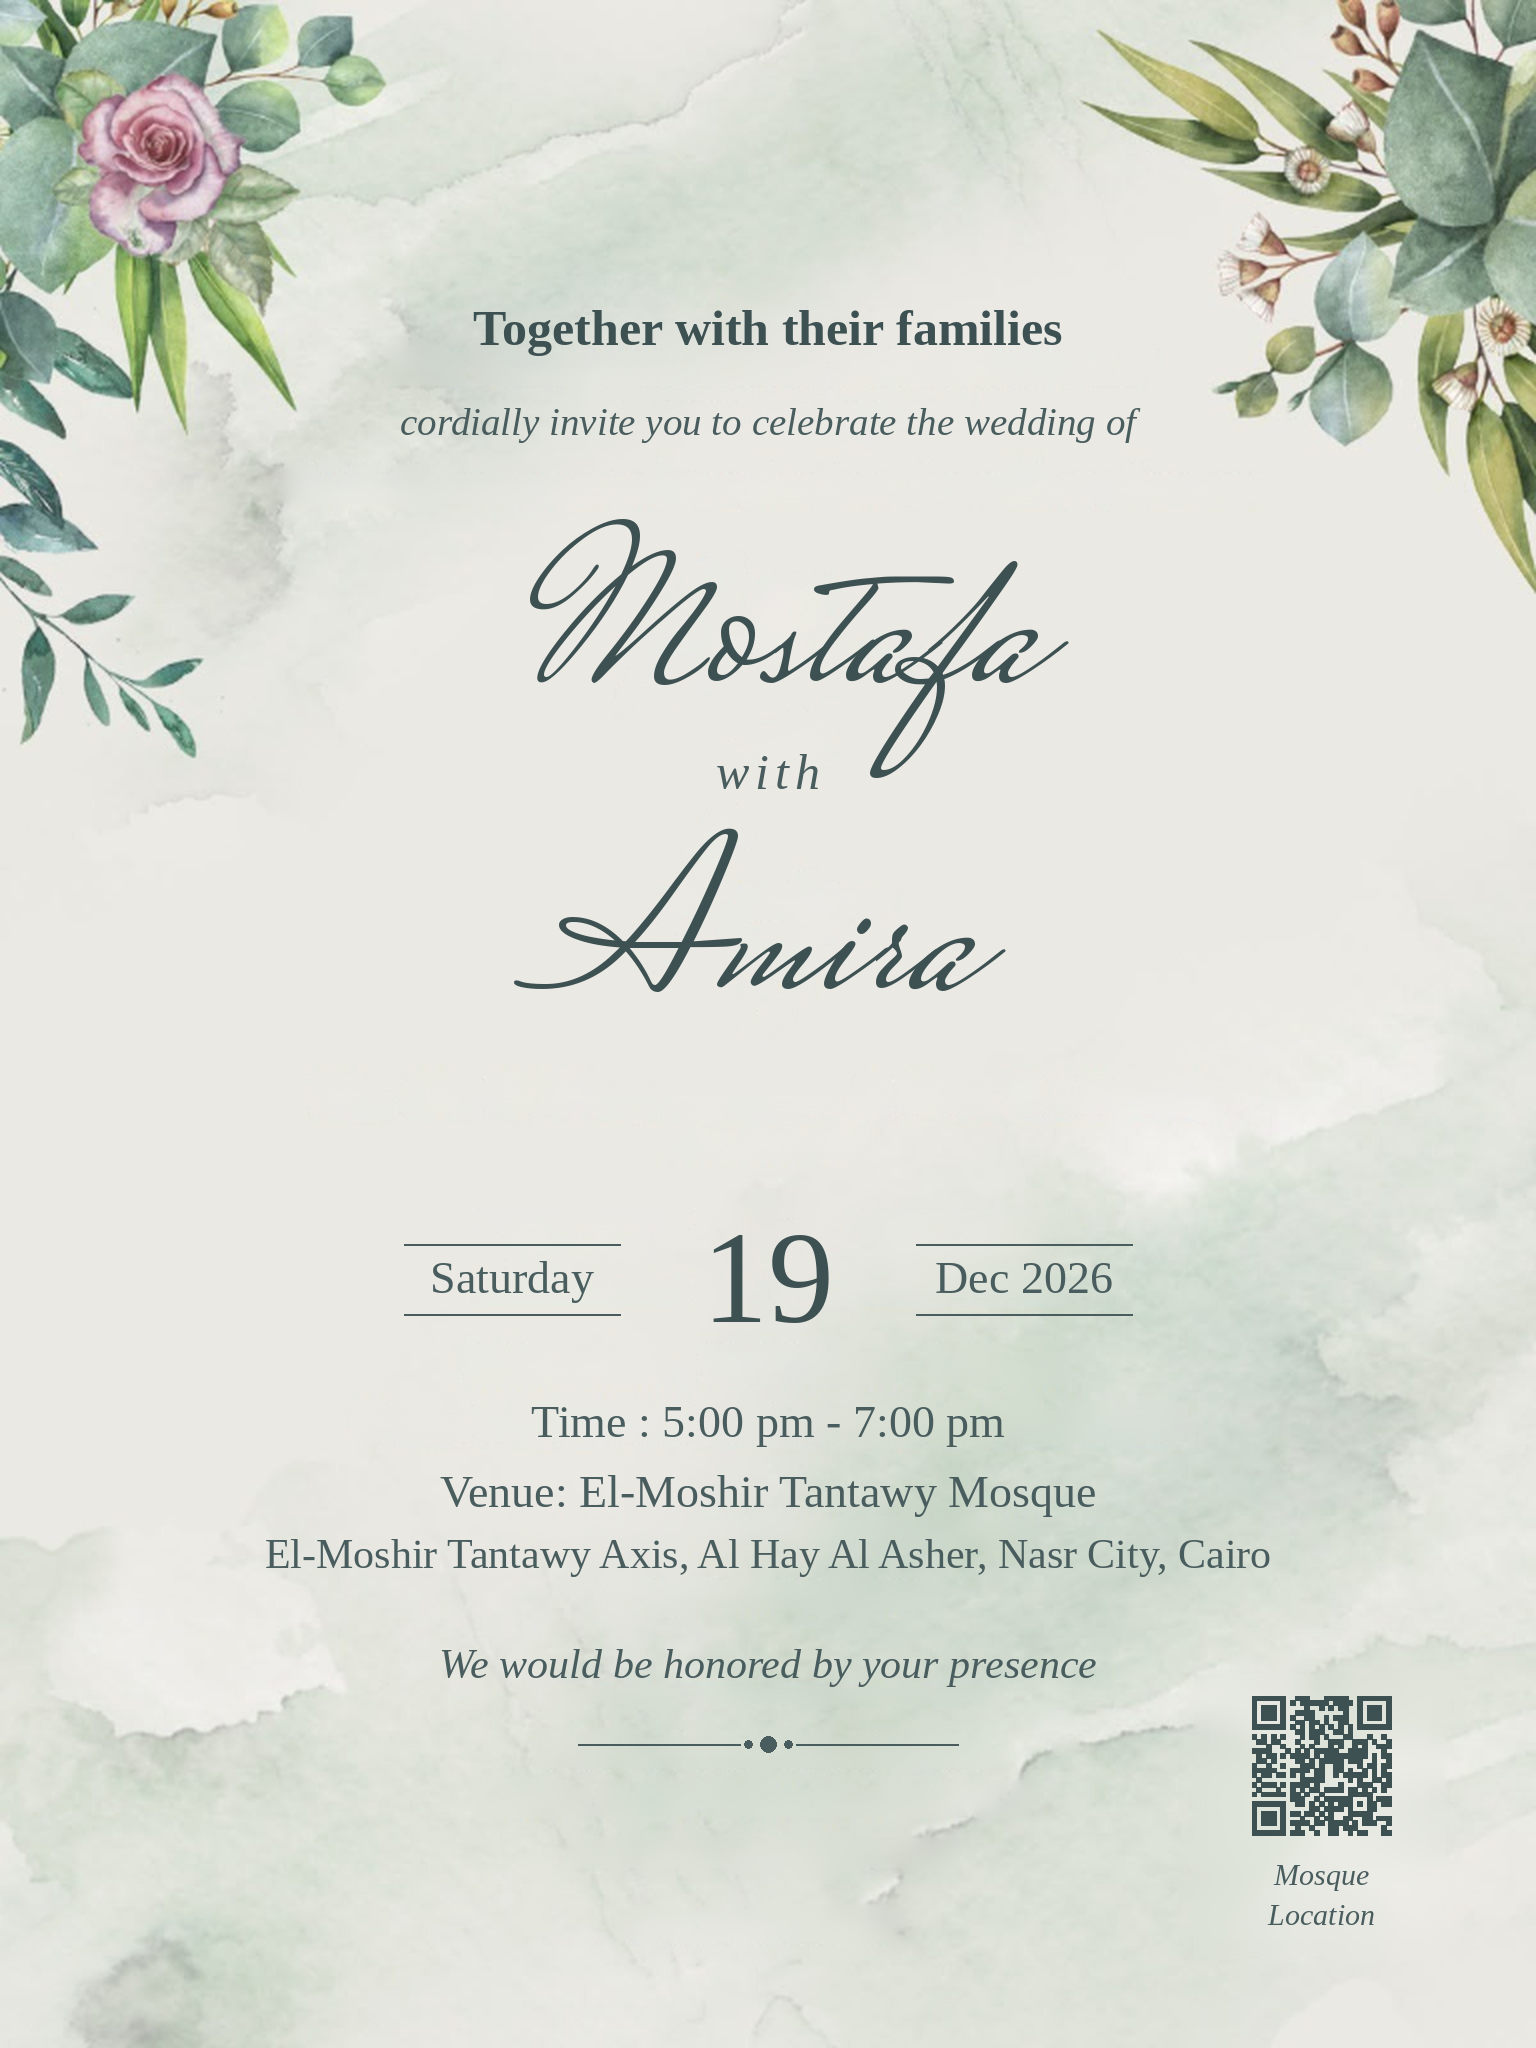 Together with their families
cordially invite you to celebrate the wedding of
Mostafa
with
Amira
Saturday 19 Dec 2026
Time : 5:00 pm - 7:00 pm
Venue: El-Moshir Tantawy Mosque
El-Moshir Tantawy Axis, Al Hay Al Asher, Nasr City, Cairo
We would be honored by your presence
Mosque
Location